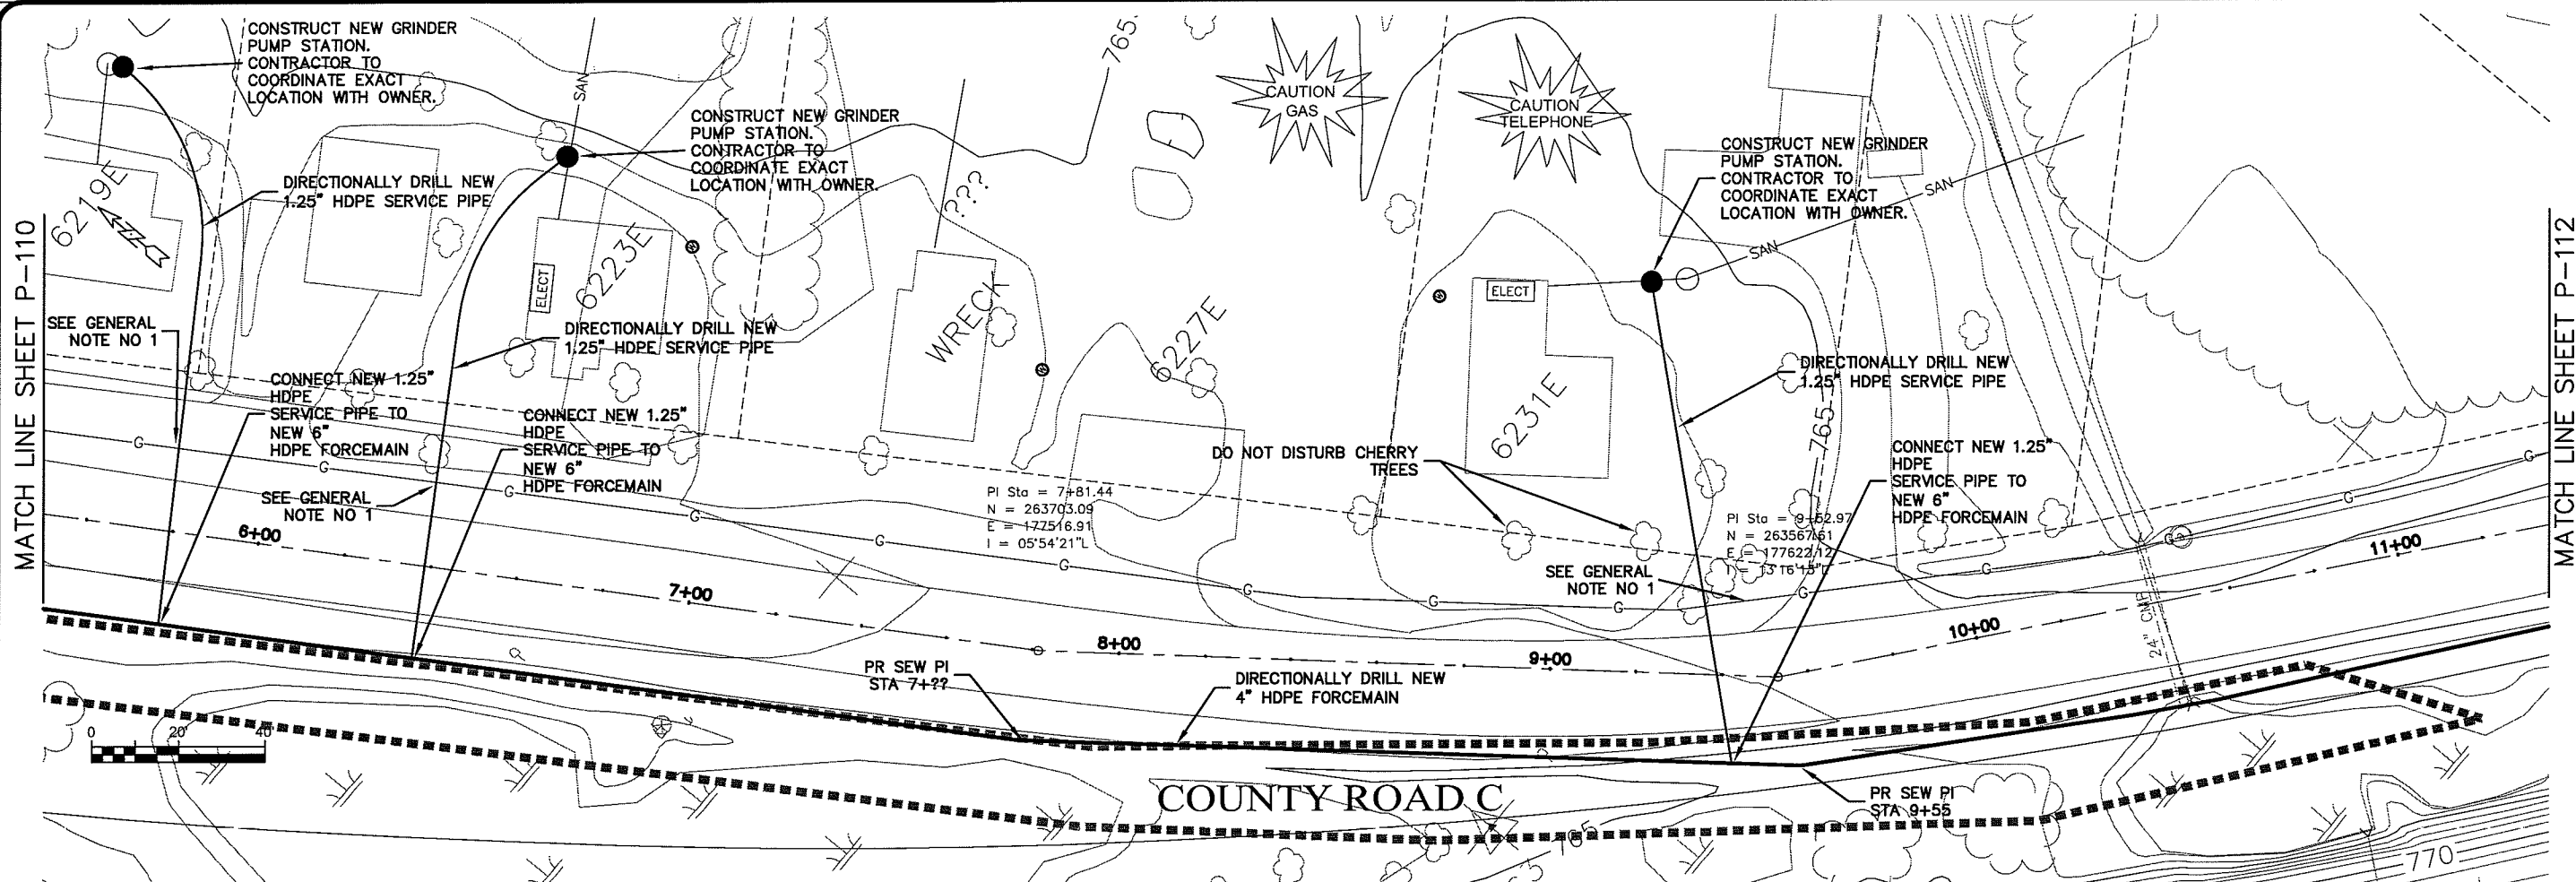 CONSTRUCT NEW GRINDER
PUMP STATION.
CONTRACTOR TO
COORDINATE EXACT
LOCATION WITH OWNER.
SAN
CONSTRUCT NEW GRINDER
PUMP STATION.
CONTRACTOR TO
COORDINATE EXACT
LOCATION WITH OWNER.
765
CAUTION
GAS
CAUTION
TELEPHONE
CONSTRUCT NEW GRINDER
PUMP STATION.
CONTRACTOR TO
COORDINATE EXACT
LOCATION WITH OWNER.
SAN
SAN
MATCH LINE SHEET P-110
6219E
DIRECTIONALLY DRILL NEW
1.25" HDPE SERVICE PIPE
ELECT
6223E
???
WRECK
6227E
ELECT
6231E
MATCH LINE SHEET P-112
SEE GENERAL
NOTE NO 1
DIRECTIONALLY DRILL NEW
1.25" HDPE SERVICE PIPE
DIRECTIONALLY DRILL NEW
1.25" HDPE SERVICE PIPE
765
CONNECT NEW 1.25"
HDPE
SERVICE PIPE TO
NEW 6"
HDPE FORCEMAIN
CONNECT NEW 1.25"
HDPE
SERVICE PIPE TO
NEW 6"
HDPE FORCEMAIN
DO NOT DISTURB CHERRY
TREES
CONNECT NEW 1.25"
HDPE
SERVICE PIPE TO
NEW 6"
HDPE FORCEMAIN
SEE GENERAL
NOTE NO 1
PI Sta = 7+81.44
N = 263703.09
E = 177516.91
I = 05°54'21"L
PI Sta = 9+52.97
N = 263567.61
E = 177622.12
I = 13°16'13"L
SEE GENERAL
NOTE NO 1
G
G
G
G
G
G
G
G
G
G
G
G
G
G
6+00
7+00
8+00
9+00
10+00
11+00
24" CMP
PR SEW PI
STA 7+??
DIRECTIONALLY DRILL NEW
4" HDPE FORCEMAIN
0 20' 40'
COUNTY ROAD C
PR SEW PI
STA 9+55
765
770